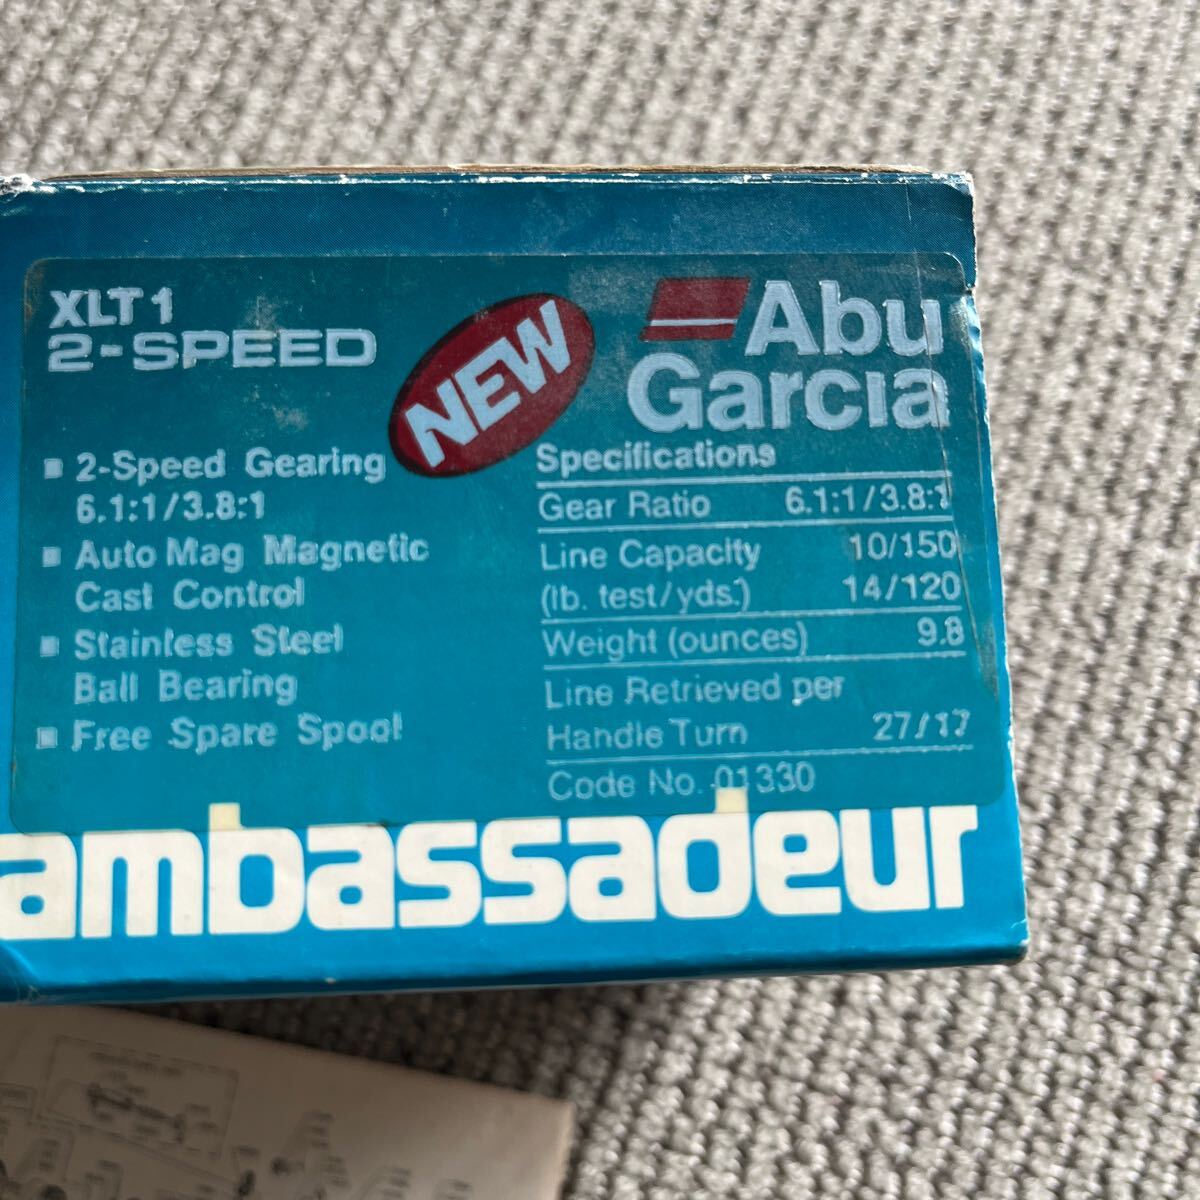 XLT 1
2-SPEED
NEW
Abu
Garcia
■ 2-Speed Gearing
6.1:1/3.8:1
■ Auto Mag Magnetic
Cast Control
■ Stainless Steel
Ball Bearing
■ Free Spare Spool
Specifications
Gear Ratio 6.1:1/3.8:1
Line Capacity 10/150
(lb. test/yds.) 14/120
Weight (ounces) 9.8
Line Retrieved per
Handle Turn 27/17
Code No. 01330
ambassadeur